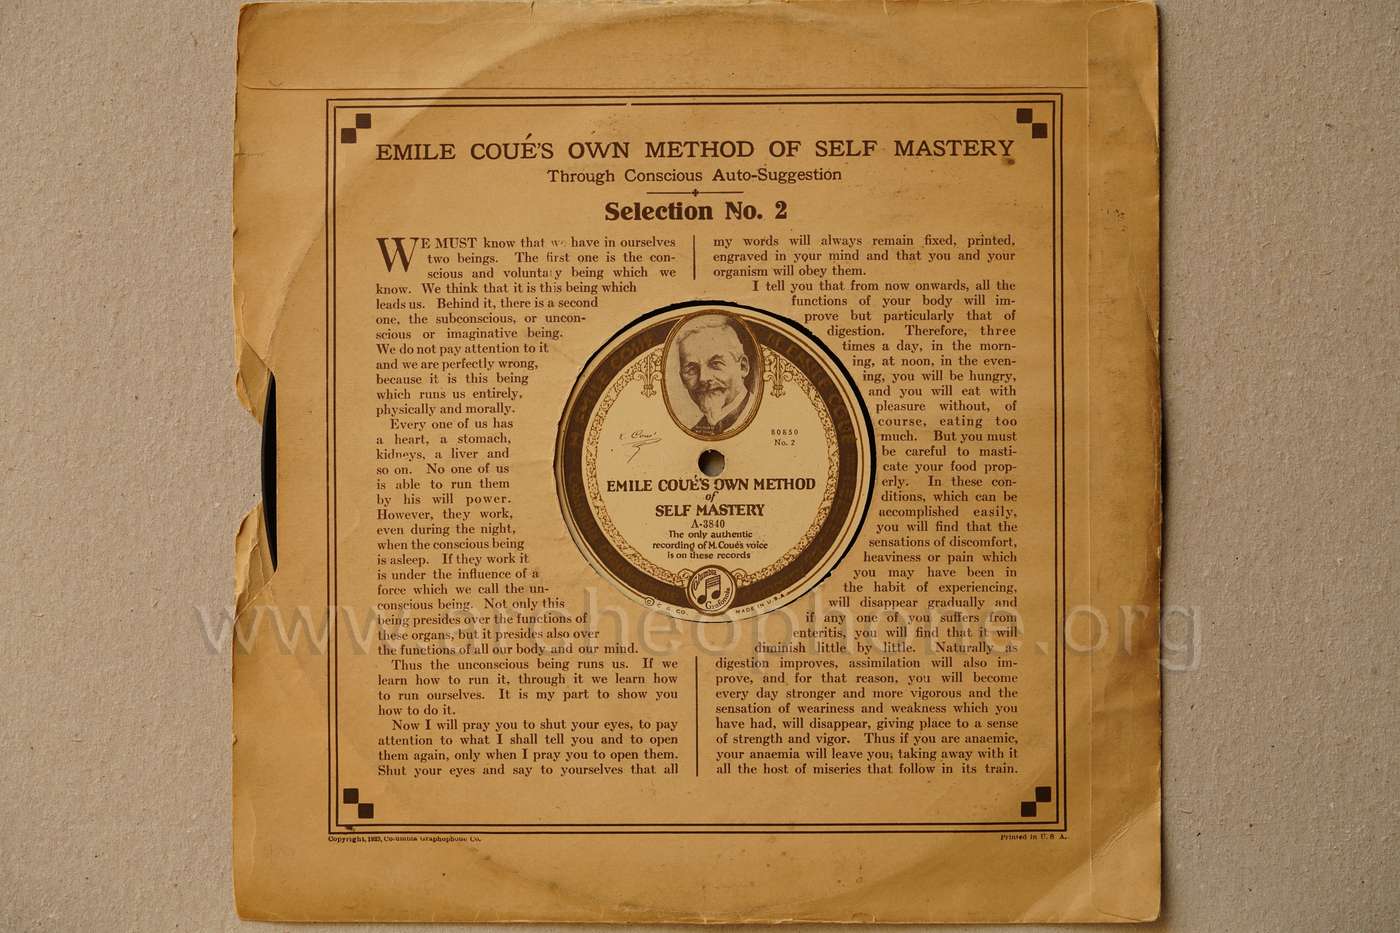 EMILE COUÉ'S OWN METHOD OF SELF MASTERY
Through Conscious Auto-Suggestion
Selection No. 2
WE MUST know that we have in ourselves
two beings. The first one is the con-
scious and voluntary being which we
know. We think that it is this being which
leads us. Behind it, there is a second
one, the subconscious, or uncon-
scious or imaginative being.
We do not pay attention to it
and we are perfectly wrong,
because it is this being
which runs us entirely,
physically and morally.
Every one of us has
a heart, a stomach,
kidneys, a liver and
so on. No one of us
is able to run them
by his will power.
However, they work,
even during the night,
when the conscious being
is asleep. If they work it
is under the influence of a
force which we call the un-
conscious being. Not only this
being presides over the functions of
these organs, but it presides also over
the functions of all our body and our mind.
Thus the unconscious being runs us. If we
learn how to run it, through it we learn how
to run ourselves. It is my part to show you
how to do it.
Now I will pray you to shut your eyes, to pay
attention to what I shall tell you and to open
them again, only when I pray you to open them.
Shut your eyes and say to yourselves that all
my words will always remain fixed, printed,
engraved in your mind and that you and your
organism will obey them.
I tell you that from now onwards, all the
functions of your body will im-
prove but particularly that of
digestion. Therefore, three
times a day, in the morn-
ing, at noon, in the even-
ing, you will be hungry,
and you will eat with
pleasure without, of
course, eating too
much. But you must
be careful to masti-
cate your food prop-
erly. In these con-
ditions, which can be
accomplished easily,
you will find that the
sensations of discomfort,
heaviness or pain which
you may have been in
the habit of experiencing,
will disappear gradually and
if any one of you suffers from
enteritis, you will find that it will
diminish little by little. Naturally as
digestion improves, assimilation will also im-
prove, and for that reason, you will become
every day stronger and more vigorous and the
sensation of weariness and weakness which you
have had, will disappear, giving place to a sense
of strength and vigor. Thus if you are anaemic,
your anaemia will leave you, taking away with it
all the host of miseries that follow in its train.
E. Coué
80850
No. 2
EMILE COUÉ'S OWN METHOD
of
SELF MASTERY
A-3840
The only authentic
recording of M. Coué's voice
is on these records
Columbia
Grafonola
© C. G. CO. MADE IN U.S.A.
www.archeophone.org
Copyright, 1923, Columbia Graphophone Co.
Printed in U. S. A.